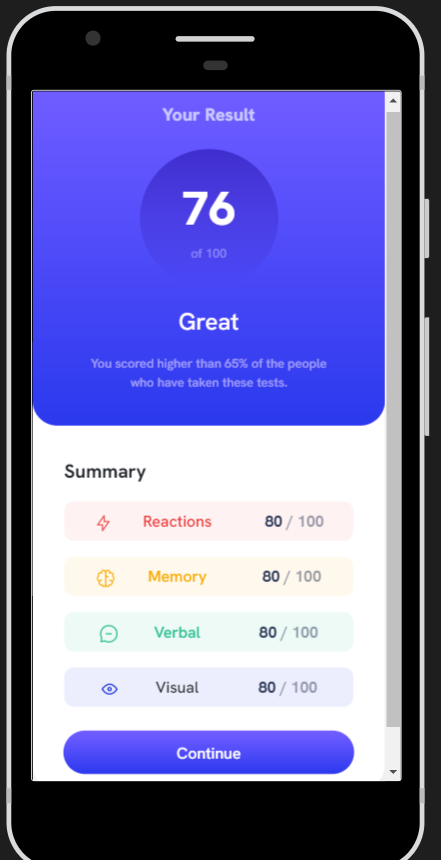 Your Result
76
of 100
Great
You scored higher than 65% of the people
who have taken these tests.
Summary
Reactions 80 / 100
Memory 80 / 100
Verbal 80 / 100
Visual 80 / 100
Continue